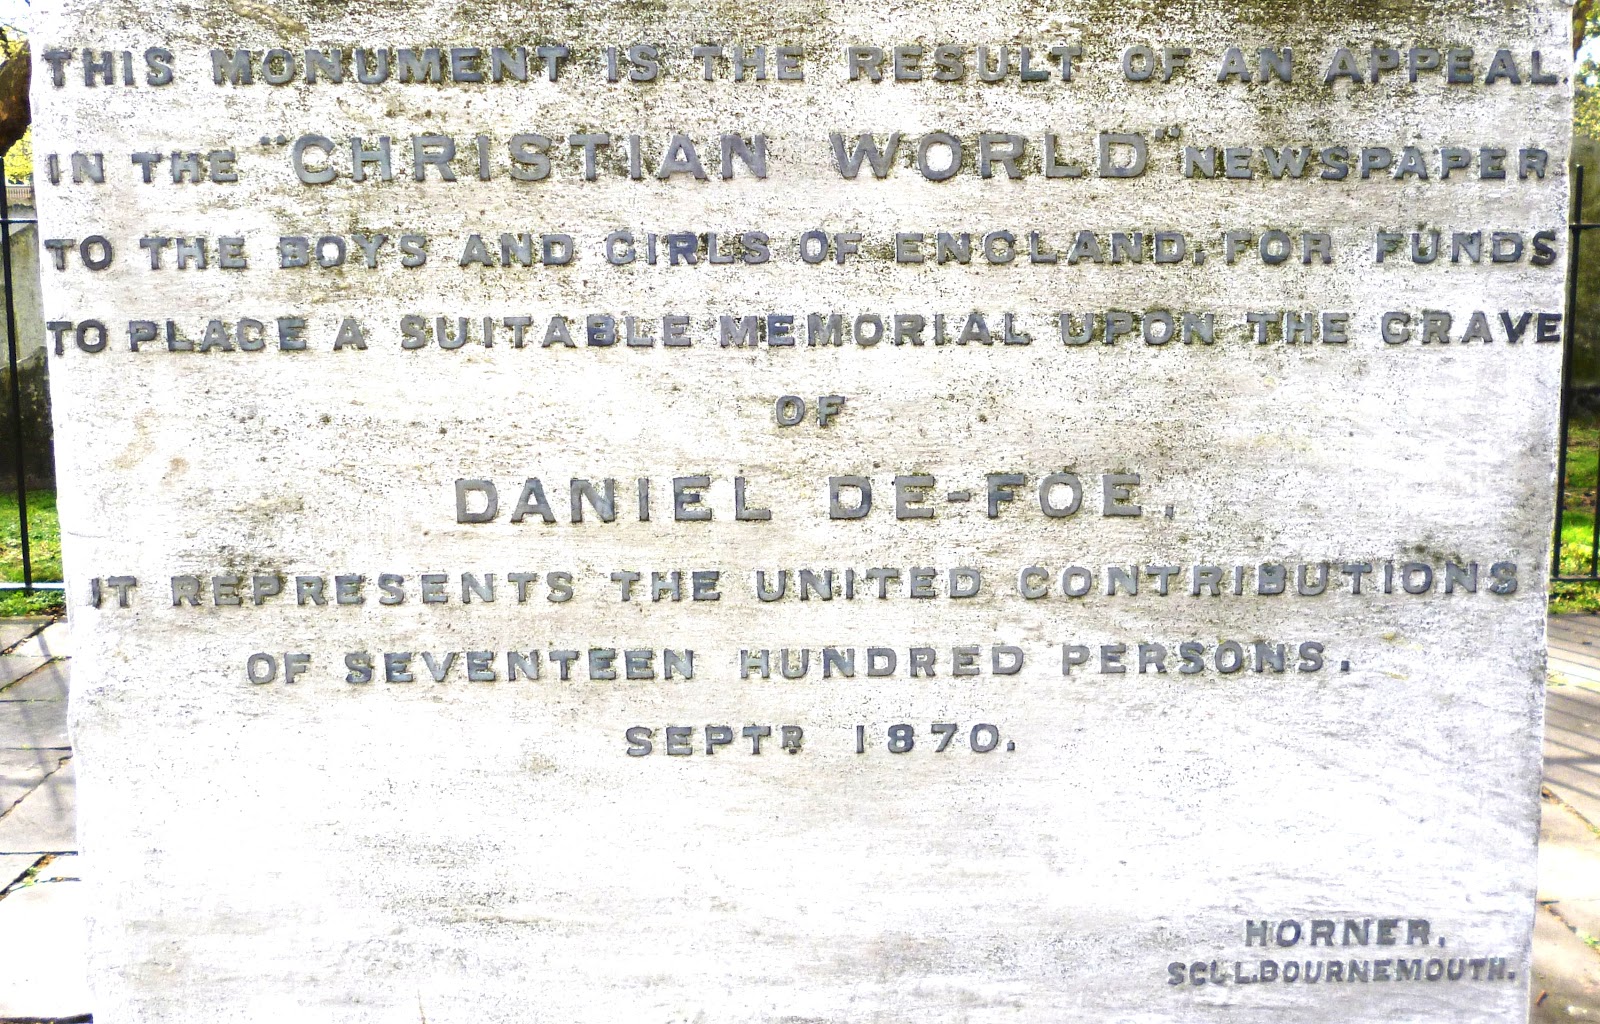 THIS MONUMENT IS THE RESULT OF AN APPEAL,
IN THE "CHRISTIAN WORLD" NEWSPAPER
TO THE BOYS AND GIRLS OF ENGLAND, FOR FUNDS
TO PLACE A SUITABLE MEMORIAL UPON THE GRAVE
OF
DANIEL DE-FOE.
IT REPRESENTS THE UNITED CONTRIBUTIONS
OF SEVENTEEN HUNDRED PERSONS.
SEPTR 1870.
HORNER,
SCUL.BOURNEMOUTH.